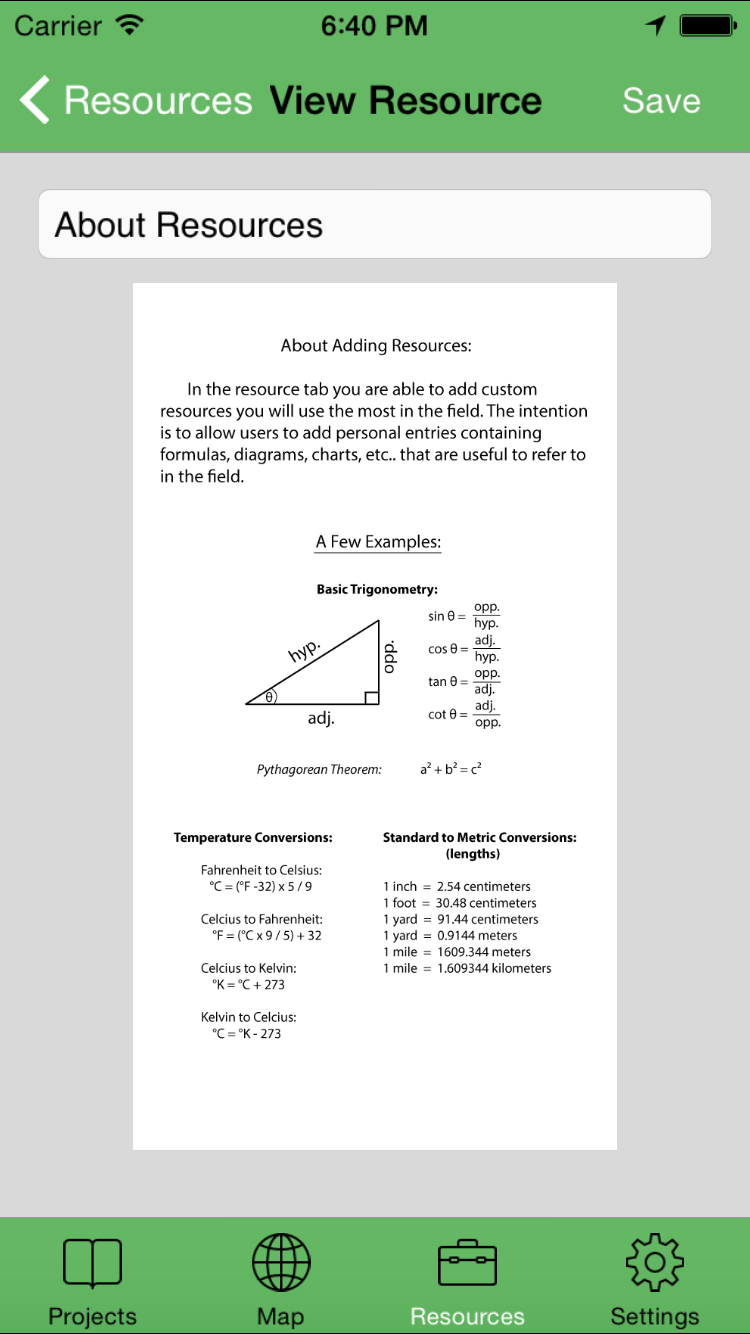 Carrier 6:40 PM
Resources View Resource Save
About Resources
About Adding Resources:
In the resource tab you are able to add custom
resources you will use the most in the field. The intention
is to allow users to add personal entries containing
formulas, diagrams, charts, etc.. that are useful to refer to
in the field.
A Few Examples:
Basic Trigonometry:
hyp.
opp.
θ
adj.
sin θ = opp. / hyp.
cos θ = adj. / hyp.
tan θ = opp. / adj.
cot θ = adj. / opp.
Pythagorean Theorem: a² + b² = c²
Temperature Conversions:
Fahrenheit to Celsius:
°C = (°F -32) x 5 / 9
Celcius to Fahrenheit:
°F = (°C x 9 / 5) + 32
Celcius to Kelvin:
°K = °C + 273
Kelvin to Celcius:
°C = °K - 273
Standard to Metric Conversions:
(lengths)
1 inch = 2.54 centimeters
1 foot = 30.48 centimeters
1 yard = 91.44 centimeters
1 yard = 0.9144 meters
1 mile = 1609.344 meters
1 mile = 1.609344 kilometers
Projects Map Resources Settings